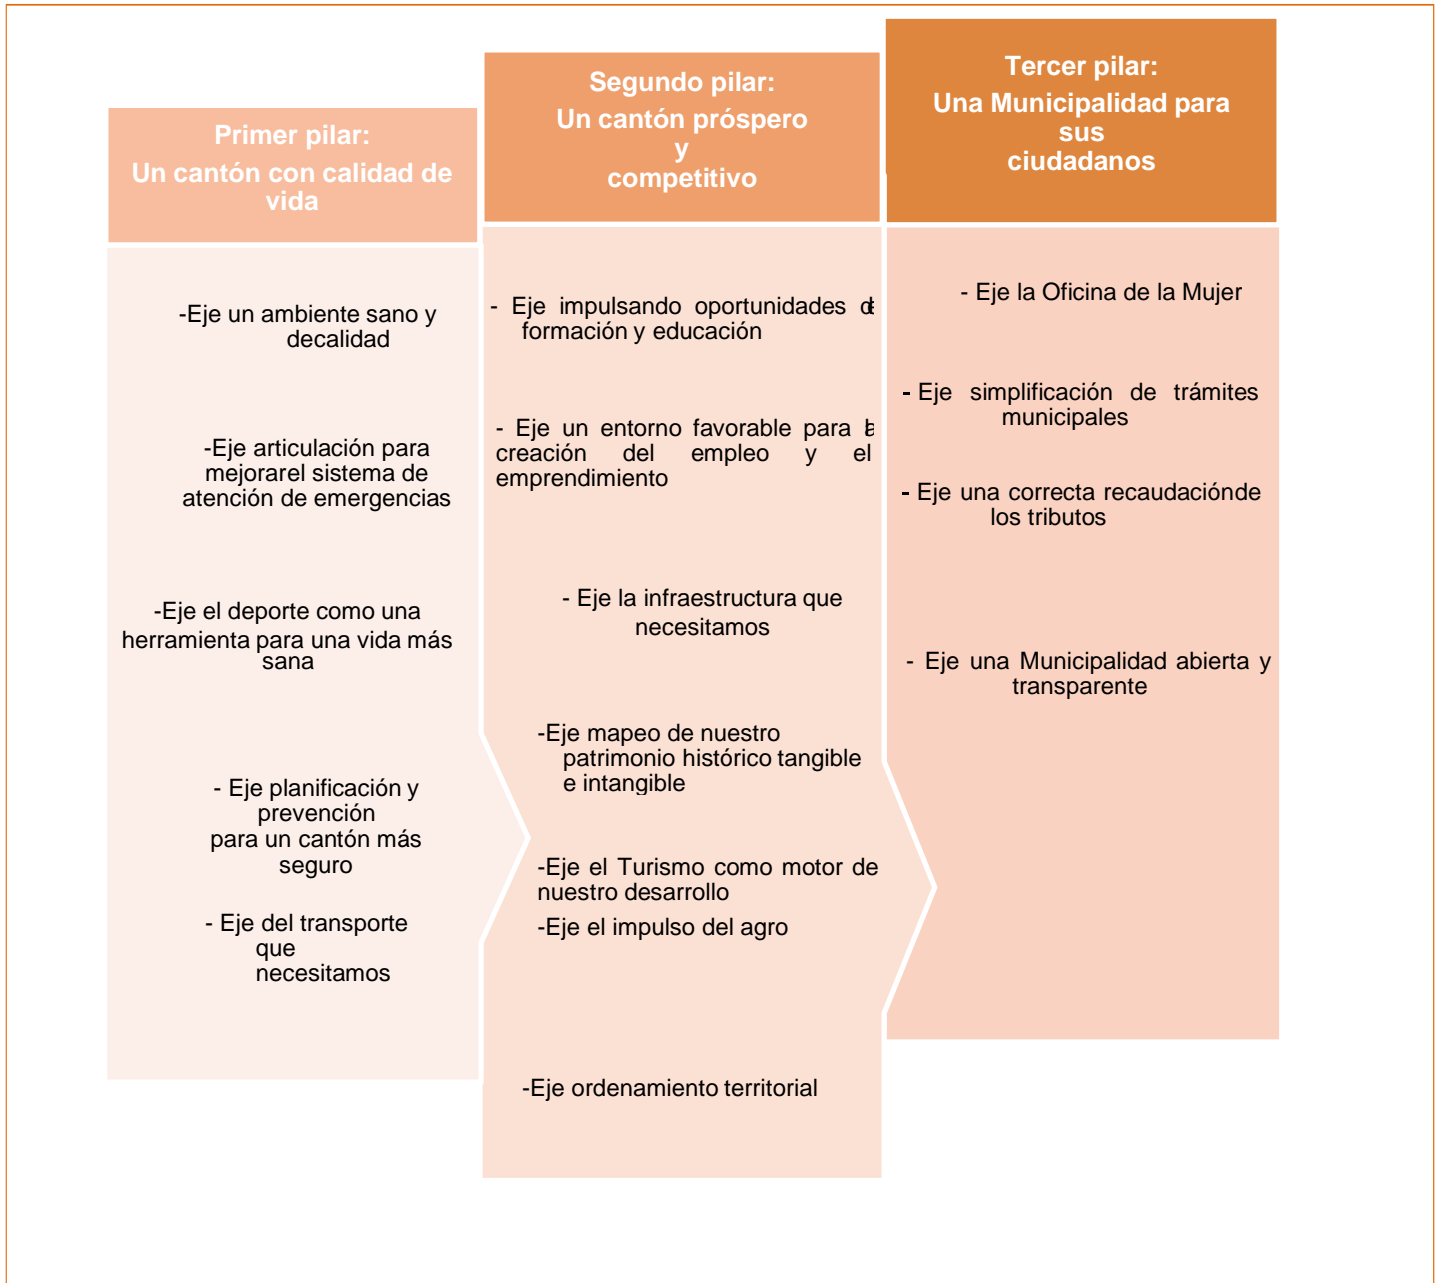 Primer pilar:
Un cantón con calidad de
vida
-Eje un ambiente sano y
decalidad
-Eje articulación para
mejorarel sistema de
atención de emergencias
-Eje el deporte como una
herramienta para una vida más
sana
- Eje planificación y
prevención
para un cantón más
seguro
- Eje del transporte
que
necesitamos
Segundo pilar:
Un cantón próspero
y
competitivo
- Eje impulsando oportunidades de
formación y educación
- Eje un entorno favorable para la
creación del empleo y el
emprendimiento
- Eje la infraestructura que
necesitamos
-Eje mapeo de nuestro
patrimonio histórico tangible
e intangible
-Eje el Turismo como motor de
nuestro desarrollo
-Eje el impulso del agro
-Eje ordenamiento territorial
Tercer pilar:
Una Municipalidad para
sus
ciudadanos
- Eje la Oficina de la Mujer
- Eje simplificación de trámites
municipales
- Eje una correcta recaudaciónde
los tributos
- Eje una Municipalidad abierta y
transparente